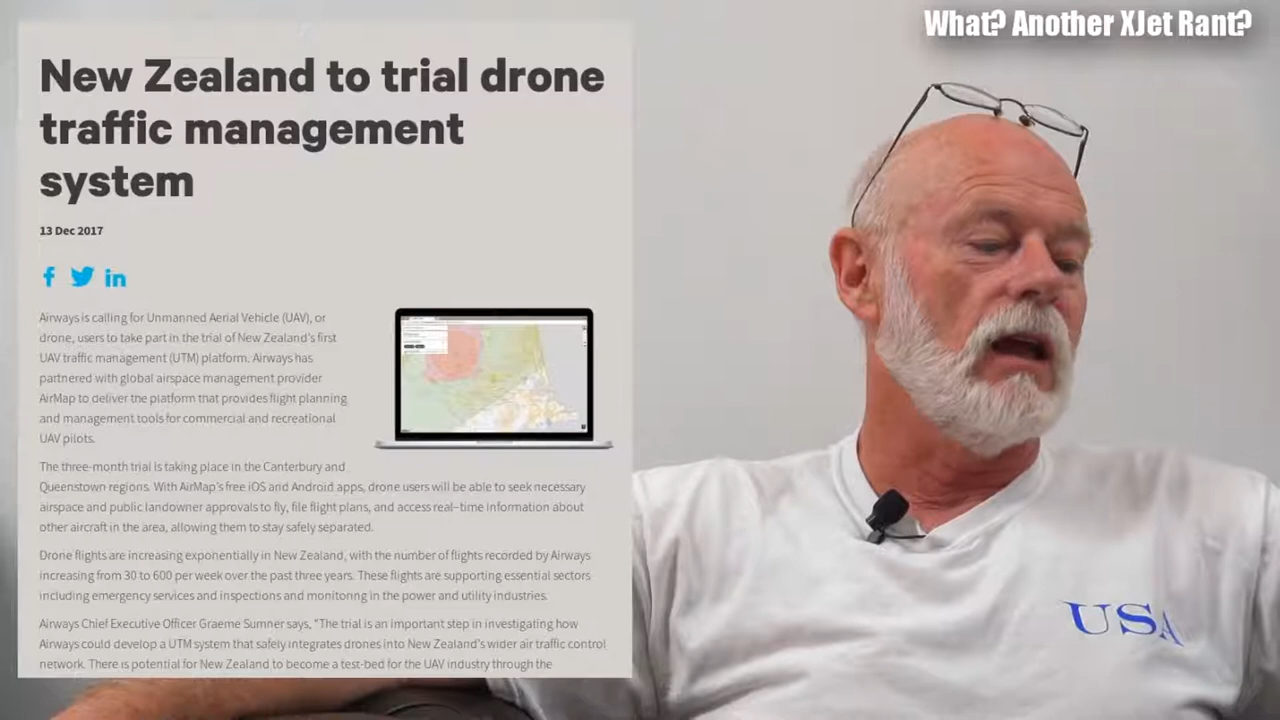 What? Another XJet Rant?
New Zealand to trial drone
traffic management
system
13 Dec 2017
Airways is calling for Unmanned Aerial Vehicle (UAV), or
drone, users to take part in the trial of New Zealand's first
UAV traffic management (UTM) platform. Airways has
partnered with global airspace management provider
AirMap to deliver the platform that provides flight planning
and management tools for commercial and recreational
UAV pilots.
The three-month trial is taking place in the Canterbury and
Queenstown regions. With AirMap's free iOS and Android apps, drone users will be able to seek necessary
airspace and public landowner approvals to fly, file flight plans, and access real-time information about
other aircraft in the area, allowing them to stay safely separated.
Drone flights are increasing exponentially in New Zealand, with the number of flights recorded by Airways
increasing from 30 to 600 per week over the past three years. These flights are supporting essential sectors
including emergency services and inspections and monitoring in the power and utility industries.
Airways Chief Executive Officer Graeme Sumner says, "The trial is an important step in investigating how
Airways could develop a UTM system that safely integrates drones into New Zealand's wider air traffic control
network. There is potential for New Zealand to become a test-bed for the UAV industry through the
USA